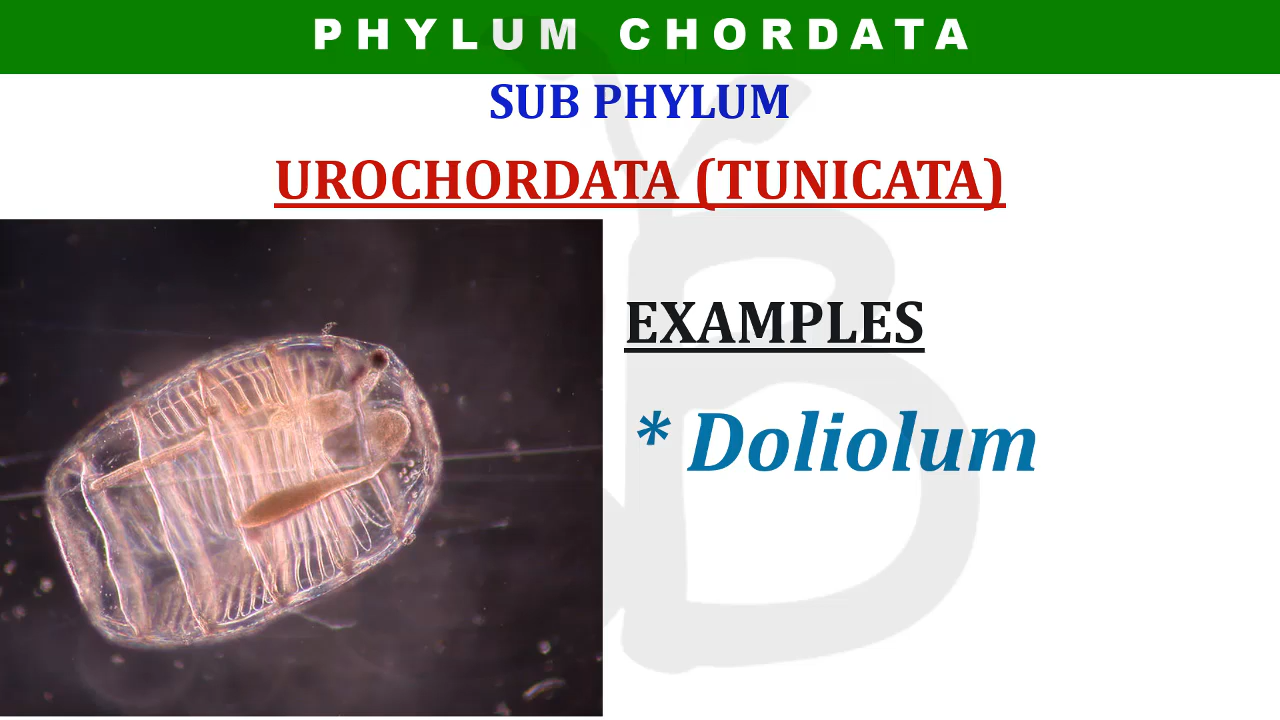 PHYLUM CHORDATA
SUB PHYLUM
UROCHORDATA (TUNICATA)
EXAMPLES
* Doliolum